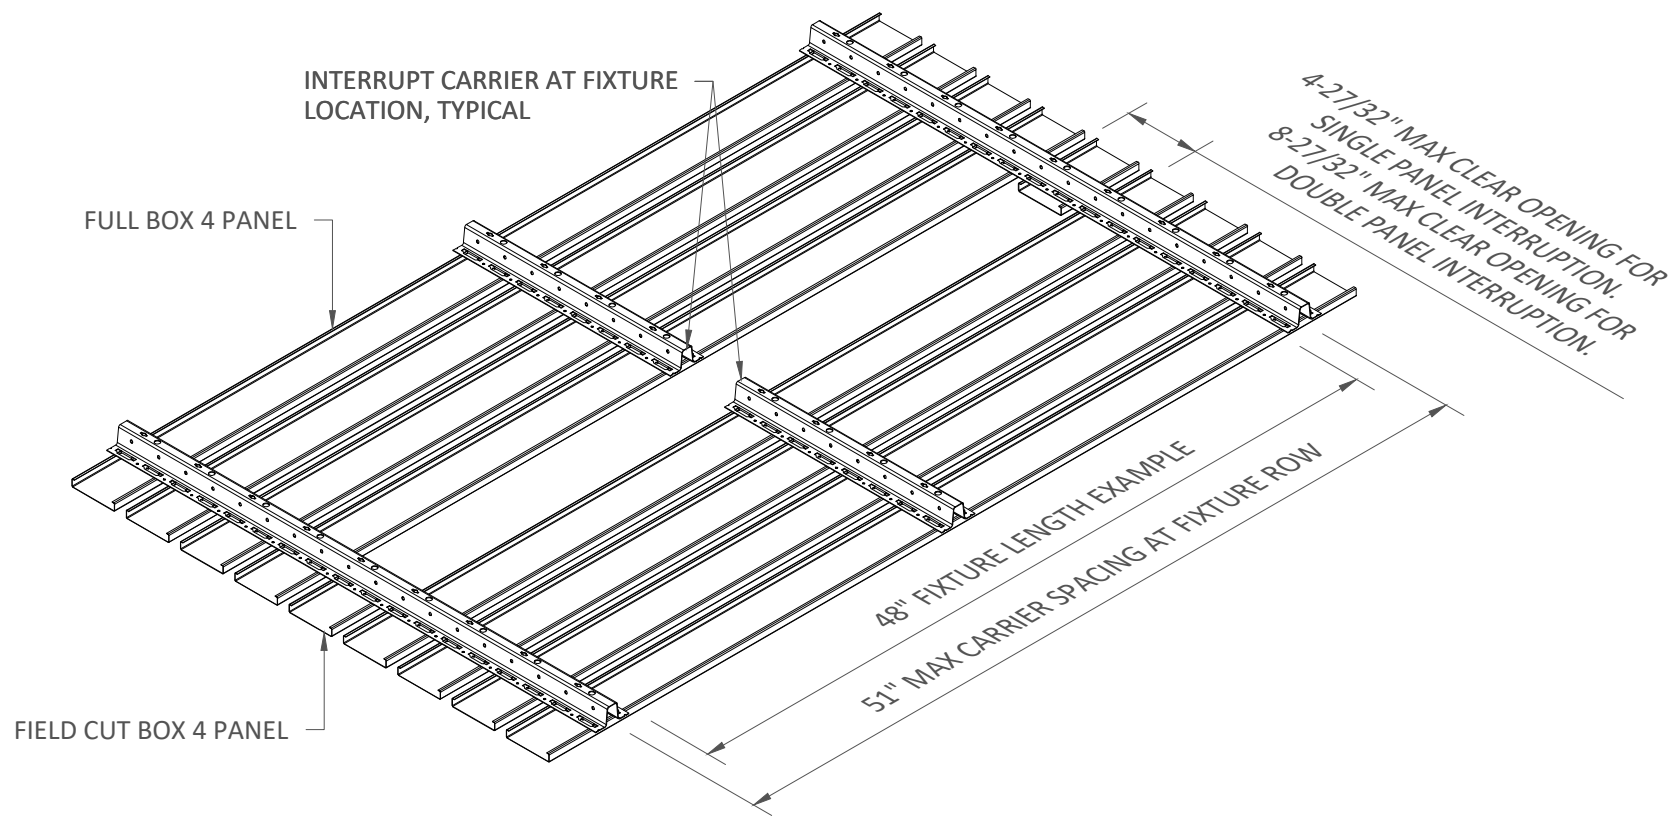 INTERRUPT CARRIER AT FIXTURE
LOCATION, TYPICAL
4-27/32" MAX CLEAR OPENING FOR
SINGLE PANEL INTERRUPTION.
8-27/32" MAX CLEAR OPENING FOR
DOUBLE PANEL INTERRUPTION.
FULL BOX 4 PANEL
48" FIXTURE LENGTH EXAMPLE
51" MAX CARRIER SPACING AT FIXTURE ROW
FIELD CUT BOX 4 PANEL